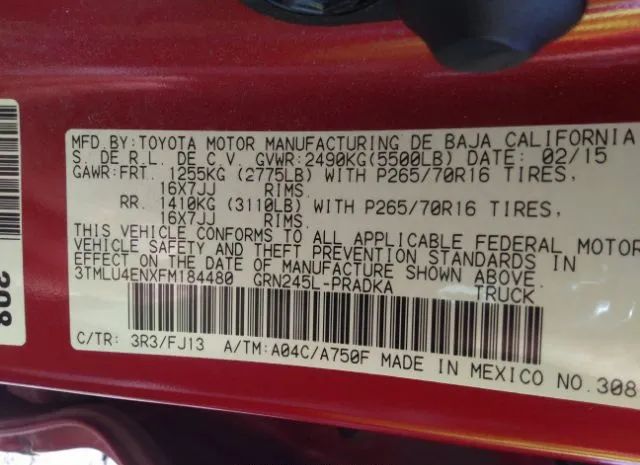 MFD.BY:TOYOTA MOTOR MANUFACTURING DE BAJA CALIFORNIA
S. DE R.L. DE C.V. GVWR:2490KG(5500LB) DATE: 02/15
GAWR:FRT. 1255KG (2775LB) WITH P265/70R16 TIRES,
16X7JJ RIMS.
RR. 1410KG (3110LB) WITH P265/70R16 TIRES,
16X7JJ RIMS.
THIS VEHICLE CONFORMS TO ALL APPLICABLE FEDERAL MOTOR
VEHICLE SAFETY AND THEFT PREVENTION STANDARDS IN
EFFECT ON THE DATE OF MANUFACTURE SHOWN ABOVE.
3TMLU4ENXFM184480 GRN245L-PRADKA TRUCK
C/TR: 3R3/FJ13 A/TM:A04C/A750F MADE IN MEXICO NO.308
208